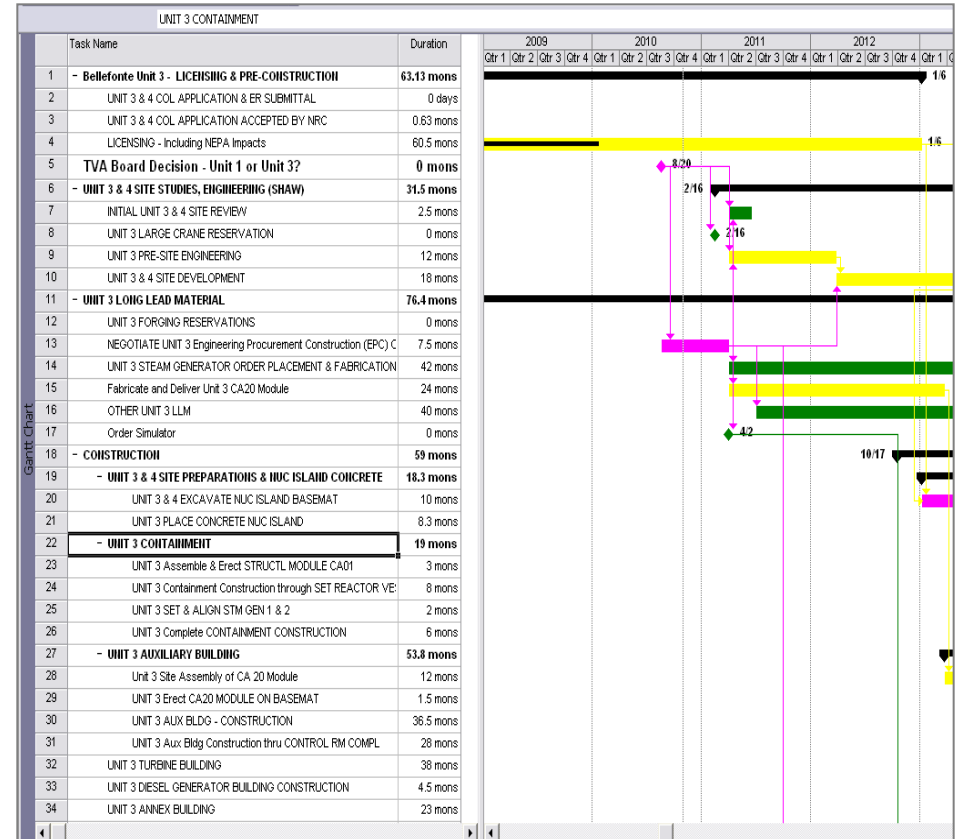 UNIT 3 CONTAINMENT
Task Name Duration 2009 2010 2011 2012
Qtr 1 Qtr 2 Qtr 3 Qtr 4 Qtr 1 Qtr 2 Qtr 3 Qtr 4 Qtr 1 Qtr 2 Qtr 3 Qtr 4 Qtr 1 Qtr 2 Qtr 3 Qtr 4 Qtr 1
1 - Bellefonte Unit 3 - LICENSING & PRE-CONSTRUCTION 63.13 mons 1/6
2 UNIT 3 & 4 COL APPLICATION & ER SUBMITTAL 0 days
3 UNIT 3 & 4 COL APPLICATION ACCEPTED BY NRC 0.63 mons
4 LICENSING - Including NEPA Impacts 60.5 mons 1/6
5 TVA Board Decision - Unit 1 or Unit 3? 0 mons 8/20
6 - UNIT 3 & 4 SITE STUDIES, ENGINEERING (SHAW) 31.5 mons 2/16
7 INITIAL UNIT 3 & 4 SITE REVIEW 2.5 mons
8 UNIT 3 LARGE CRANE RESERVATION 0 mons 2/16
9 UNIT 3 PRE-SITE ENGINEERING 12 mons
10 UNIT 3 & 4 SITE DEVELOPMENT 18 mons
11 - UNIT 3 LONG LEAD MATERIAL 76.4 mons
12 UNIT 3 FORGING RESERVATIONS 0 mons
13 NEGOTIATE UNIT 3 Engineering Procurement Construction (EPC) C 7.5 mons
14 UNIT 3 STEAM GENERATOR ORDER PLACEMENT & FABRICATION 42 mons
15 Fabricate and Deliver Unit 3 CA20 Module 24 mons
16 OTHER UNIT 3 LLM 40 mons
17 Order Simulator 0 mons 4/2
18 - CONSTRUCTION 59 mons 10/17
19 - UNIT 3 & 4 SITE PREPARATIONS & NUC ISLAND CONCRETE 18.3 mons
20 UNIT 3 & 4 EXCAVATE NUC ISLAND BASEMAT 10 mons
21 UNIT 3 PLACE CONCRETE NUC ISLAND 8.3 mons
22 - UNIT 3 CONTAINMENT 19 mons
23 UNIT 3 Assemble & Erect STRUCTL MODULE CA01 3 mons
24 UNIT 3 Containment Construction through SET REACTOR VE 8 mons
25 UNIT 3 SET & ALIGN STM GEN 1 & 2 2 mons
26 UNIT 3 Complete CONTAINMENT CONSTRUCTION 6 mons
27 - UNIT 3 AUXILIARY BUILDING 53.8 mons
28 Unit 3 Site Assembly of CA 20 Module 12 mons
29 UNIT 3 Erect CA20 MODULE ON BASEMAT 1.5 mons
30 UNIT 3 AUX BLDG - CONSTRUCTION 36.5 mons
31 UNIT 3 Aux Bldg Construction thru CONTROL RM COMPL 28 mons
32 UNIT 3 TURBINE BUILDING 38 mons
33 UNIT 3 DIESEL GENERATOR BUILDING CONSTRUCTION 4.5 mons
34 UNIT 3 ANNEX BUILDING 23 mons
Gantt Chart